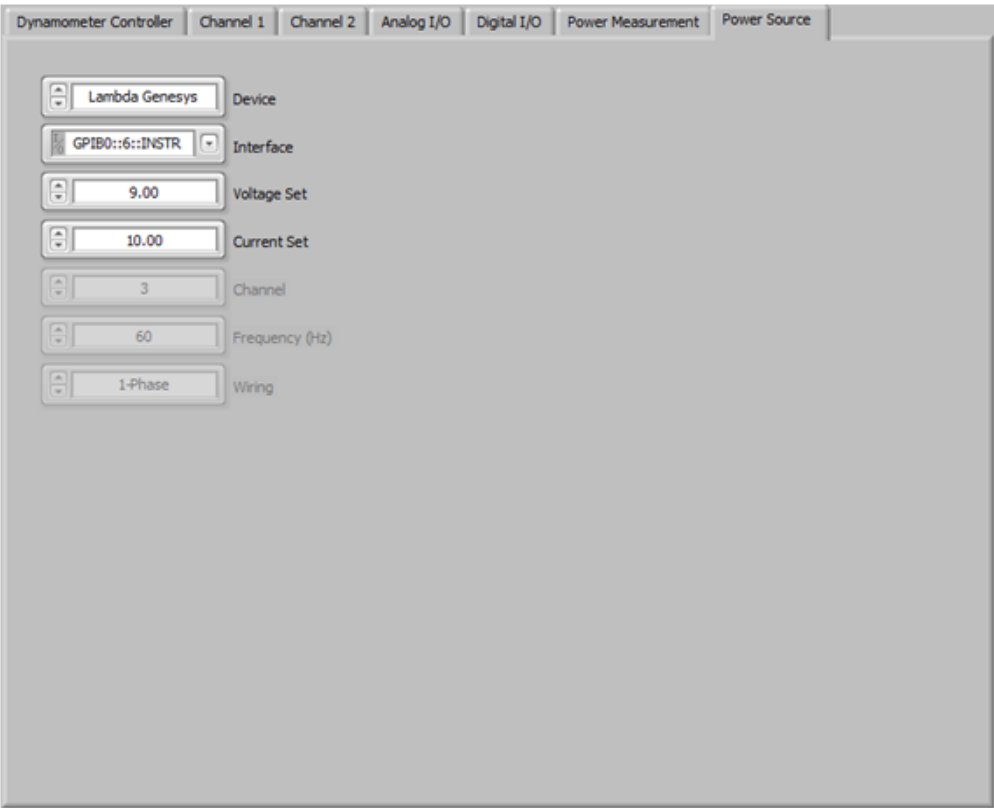 Dynamometer Controller Channel 1 Channel 2 Analog I/O Digital I/O Power Measurement Power Source
Lambda Genesys Device
I/O GPIB0::6::INSTR Interface
9.00 Voltage Set
10.00 Current Set
3 Channel
60 Frequency (Hz)
1-Phase Wiring